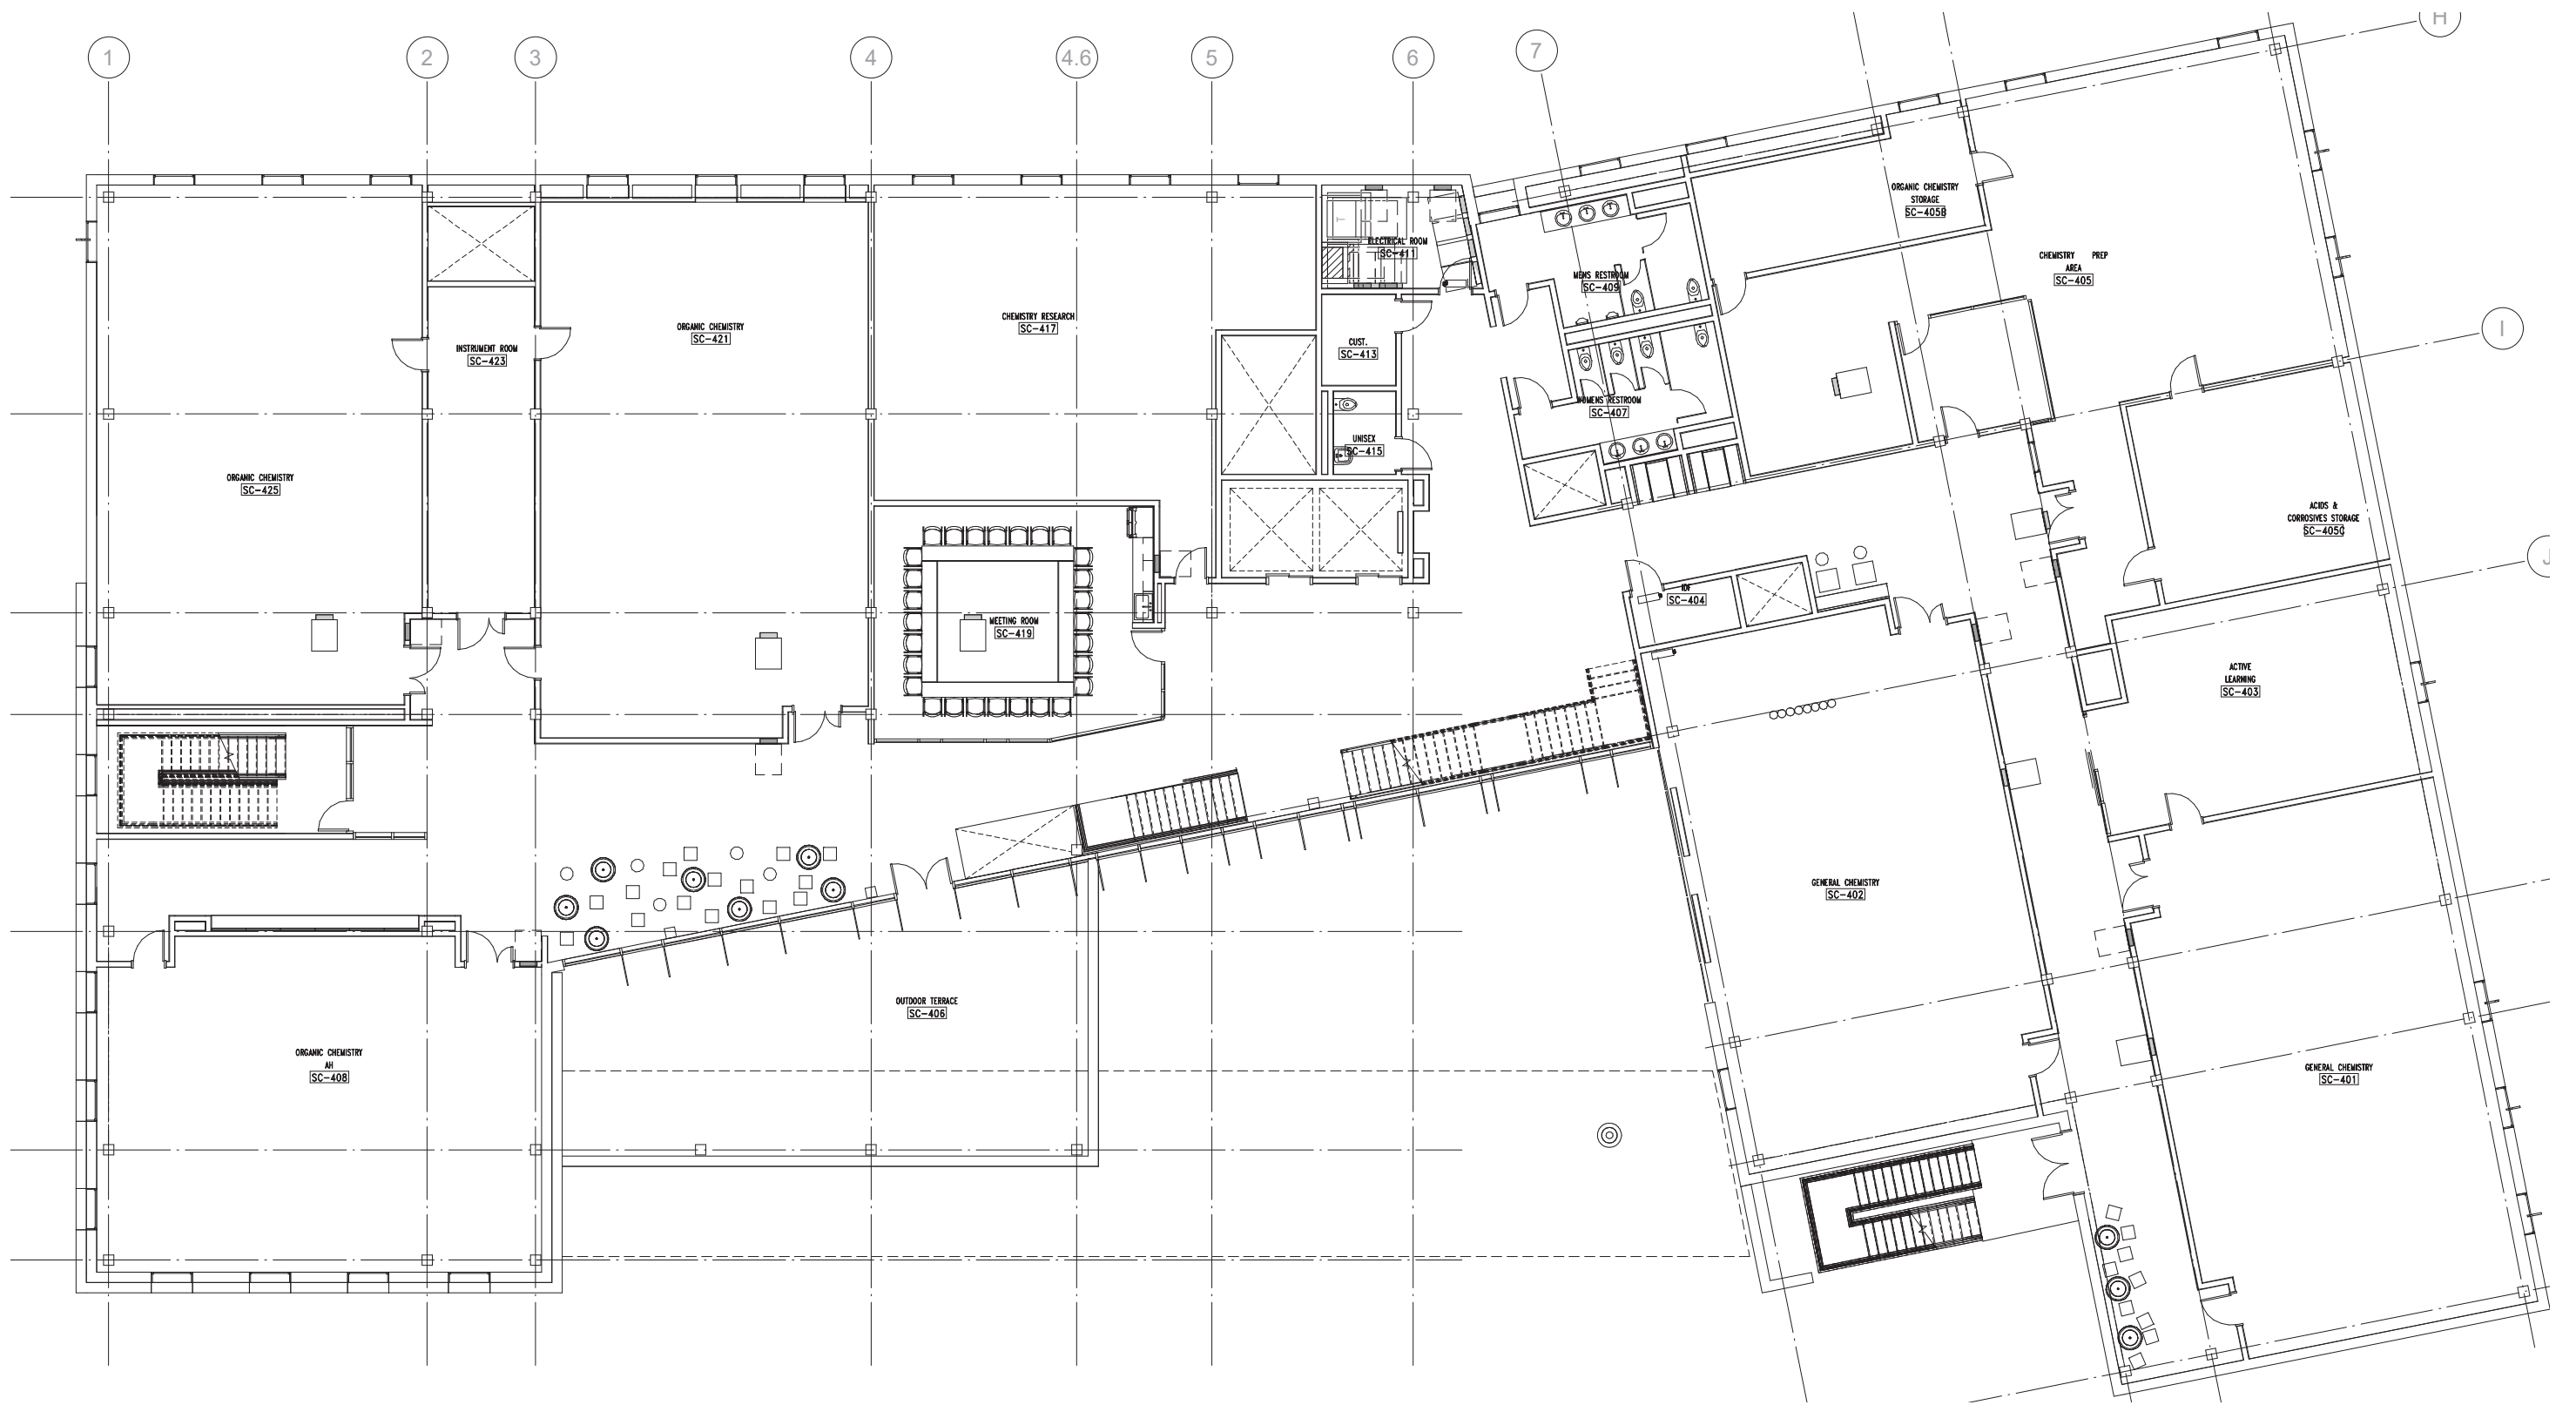 1
2
3
4
4.6
5
6
7
H
I
J
ORGANIC CHEMISTRY
STORAGE
SC-405B
ELECTRICAL ROOM
SC-411
MENS RESTROOM
SC-409
CHEMISTRY PREP
AREA
SC-405
ORGANIC CHEMISTRY
SC-421
CHEMISTRY RESEARCH
SC-417
INSTRUMENT ROOM
SC-423
CUST.
SC-413
WOMENS RESTROOM
SC-407
UNISEX
SC-415
ORGANIC CHEMISTRY
SC-425
ACIDS &
CORROSIVES STORAGE
SC-405C
IDF
SC-404
MEETING ROOM
SC-419
ACTIVE
LEARNING
SC-403
GENERAL CHEMISTRY
SC-402
OUTDOOR TERRACE
SC-406
ORGANIC CHEMISTRY
AH
SC-408
GENERAL CHEMISTRY
SC-401